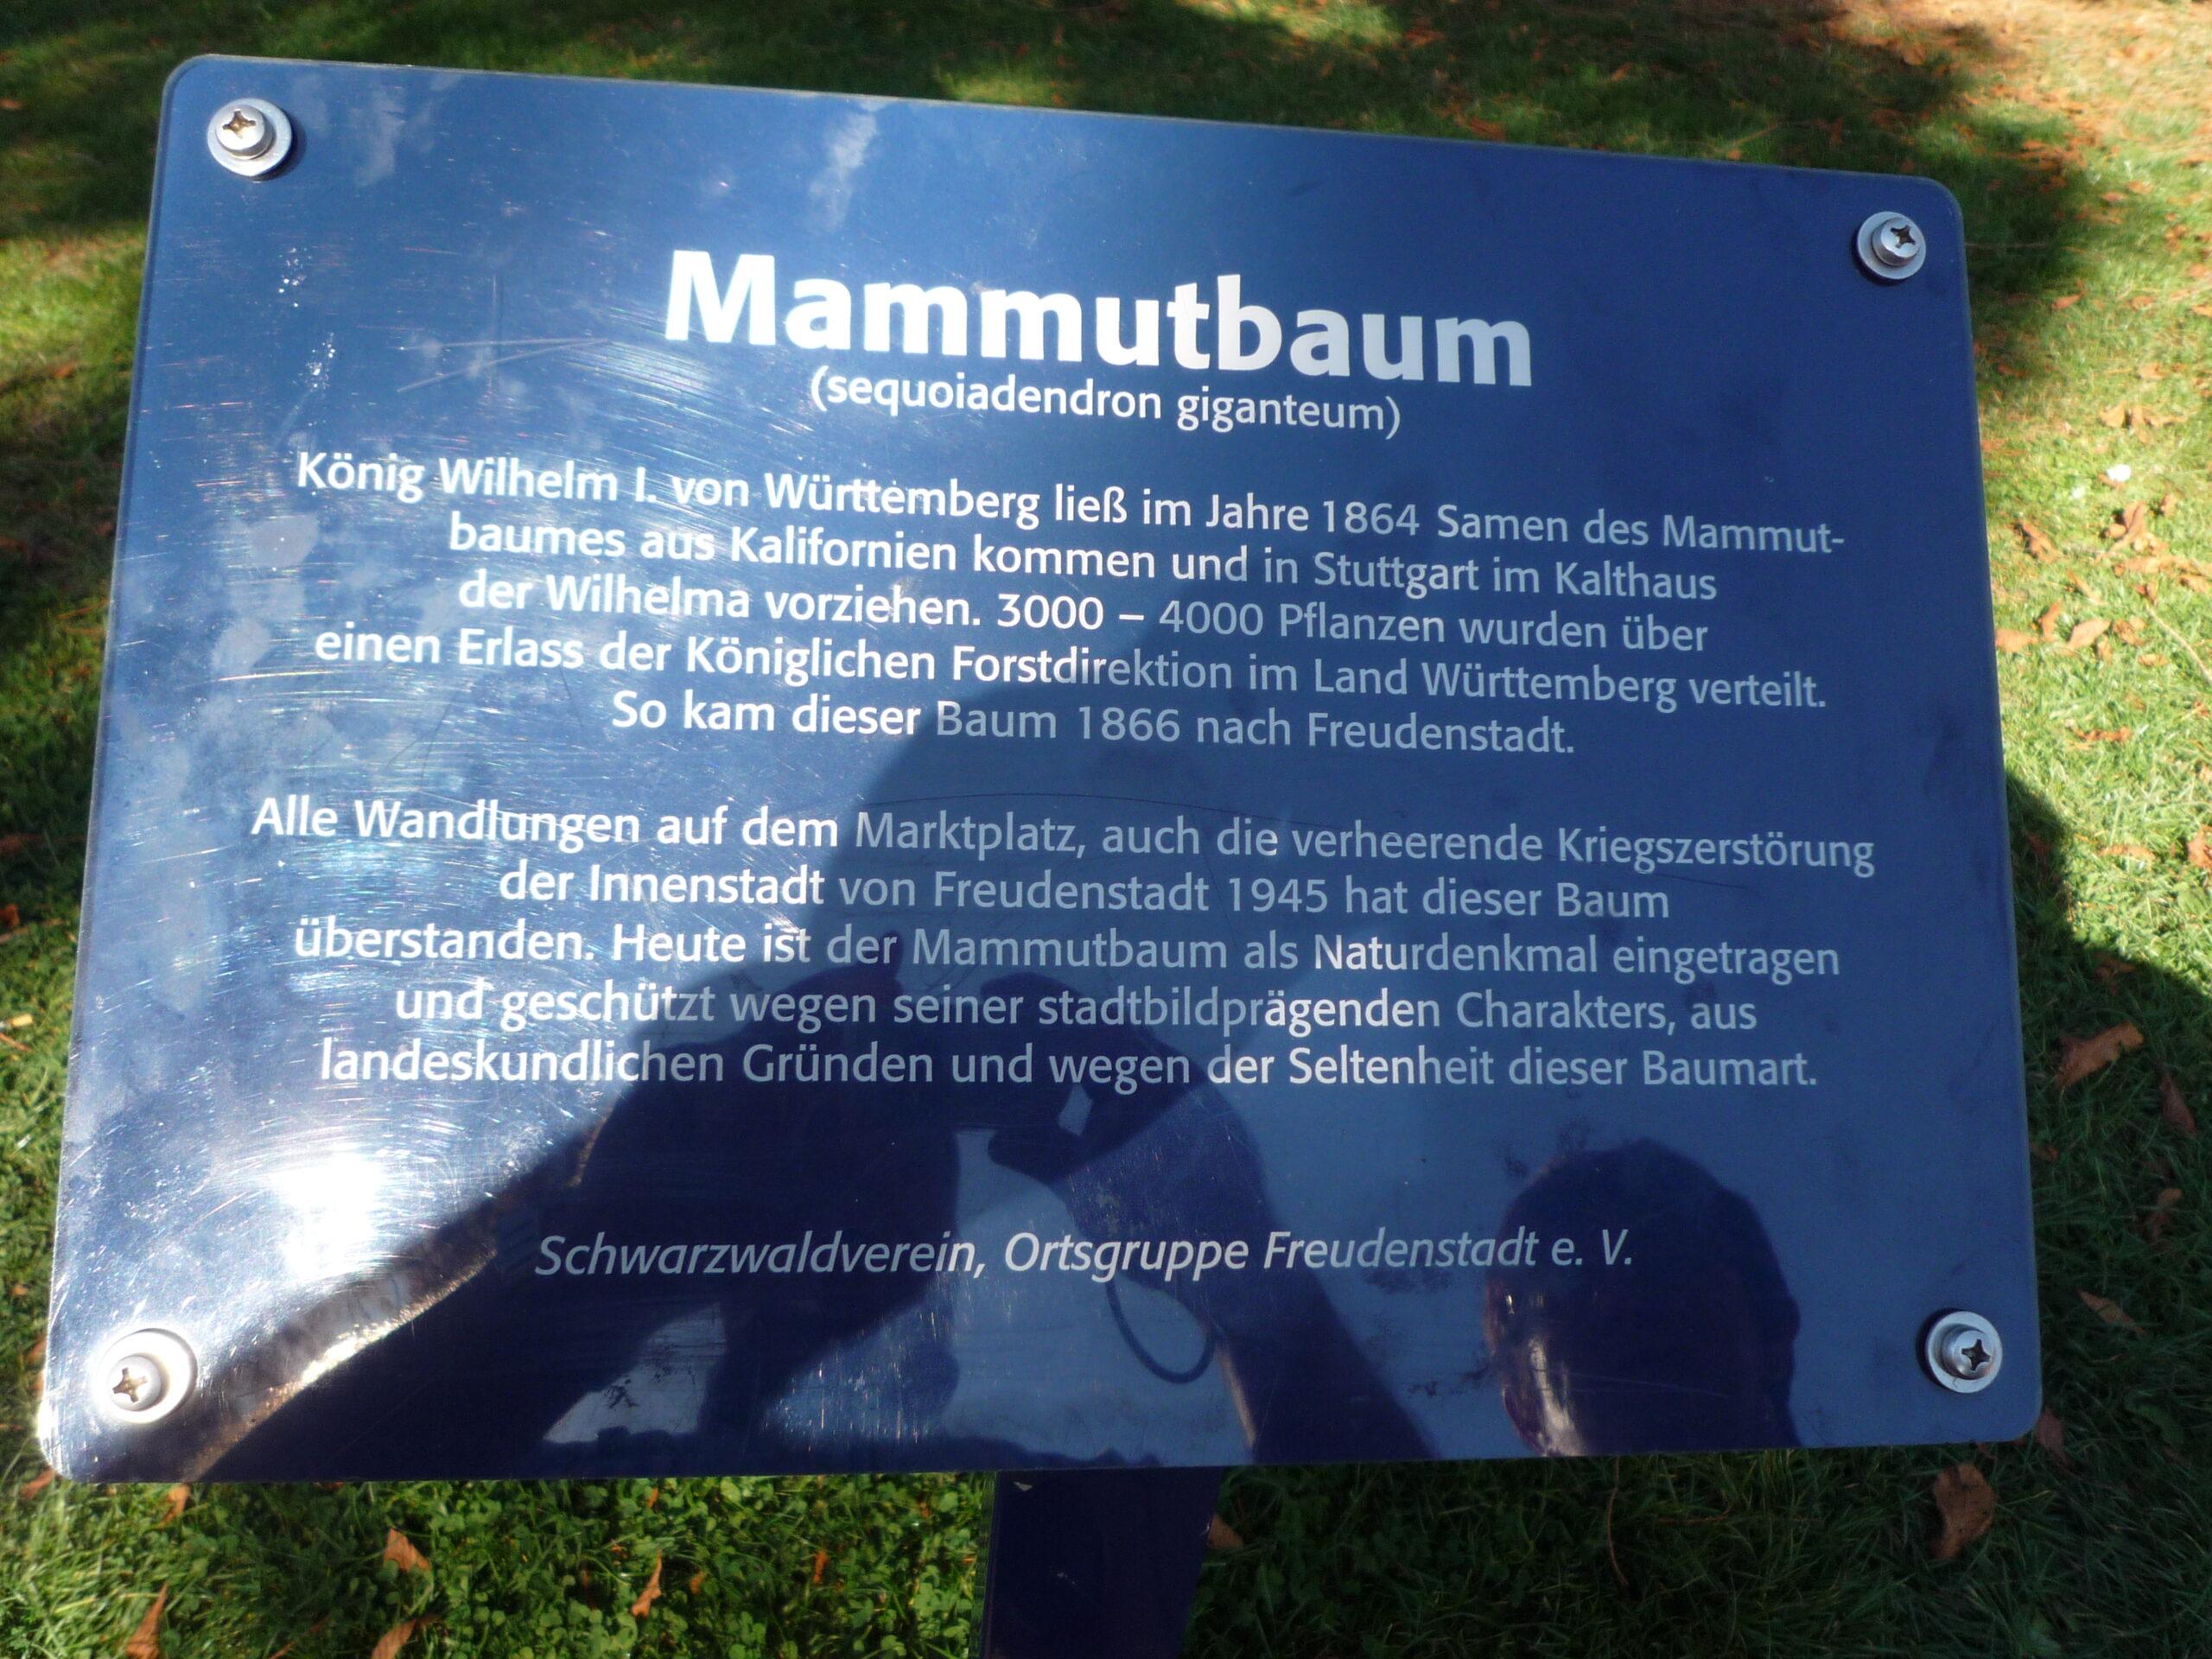 Mammutbaum
(sequoiadendron giganteum)
König Wilhelm I. von Württemberg ließ im Jahre 1864 Samen des Mammut-
baumes aus Kalifornien kommen und in Stuttgart im Kalthaus
der Wilhelma vorziehen. 3000 – 4000 Pflanzen wurden über
einen Erlass der Königlichen Forstdirektion im Land Württemberg verteilt.
So kam dieser Baum 1866 nach Freudenstadt.
Alle Wandlungen auf dem Marktplatz, auch die verheerende Kriegszerstörung
der Innenstadt von Freudenstadt 1945 hat dieser Baum
überstanden. Heute ist der Mammutbaum als Naturdenkmal eingetragen
und geschützt wegen seiner stadtbildprägenden Charakters, aus
landeskundlichen Gründen und wegen der Seltenheit dieser Baumart.
Schwarzwaldverein, Ortsgruppe Freudenstadt e. V.